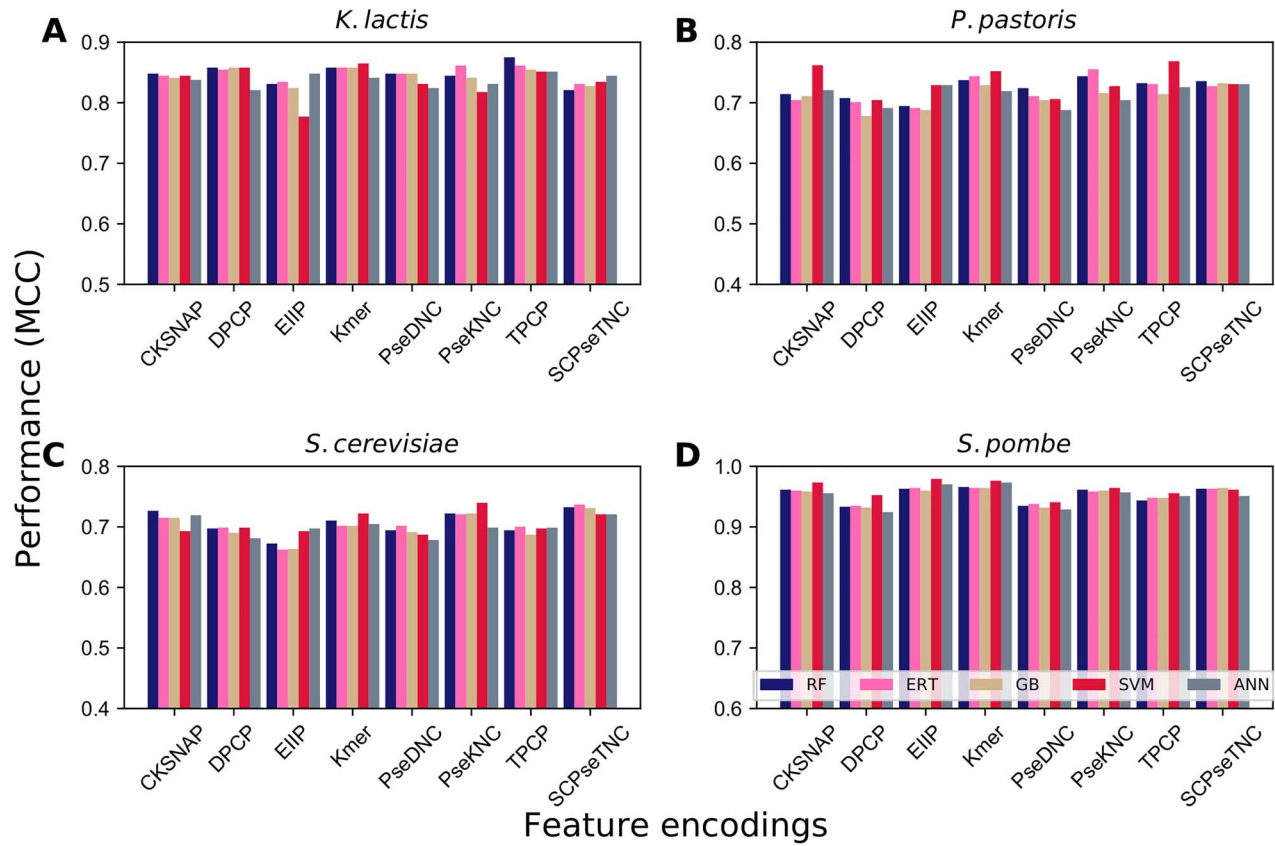 A
K. lactis
0.9
0.8
0.7
0.6
0.5
CKSNAP
DPCP
EIIP
Kmer
PseDNC
PseKNC
TPCP
SCPseTNC
B
P. pastoris
0.8
0.7
0.6
0.5
0.4
CKSNAP
DPCP
EIIP
Kmer
PseDNC
PseKNC
TPCP
SCPseTNC
Performance (MCC)
C
S. cerevisiae
0.8
0.7
0.6
0.5
0.4
CKSNAP
DPCP
EIIP
Kmer
PseDNC
PseKNC
TPCP
SCPseTNC
D
S. pombe
1.0
0.9
0.8
0.7
0.6
RF ERT GB SVM ANN
CKSNAP
DPCP
EIIP
Kmer
PseDNC
PseKNC
TPCP
SCPseTNC
Feature encodings